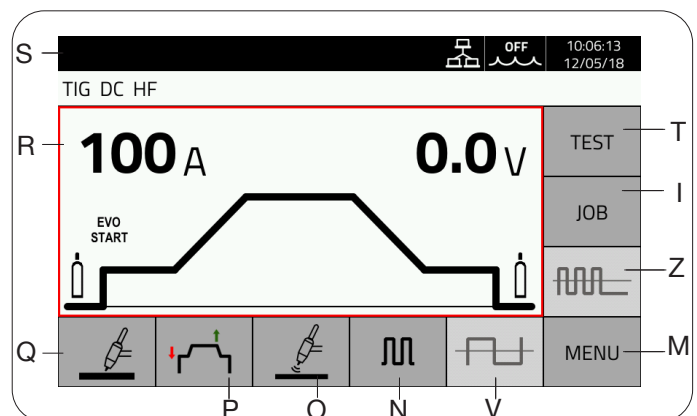 S
OFF
10:06:13
12/05/18
TIG DC HF
R
100 A
0.0 V
TEST
T
I
JOB
EVO
START
Z
Q
MENU
M
P
O
N
V